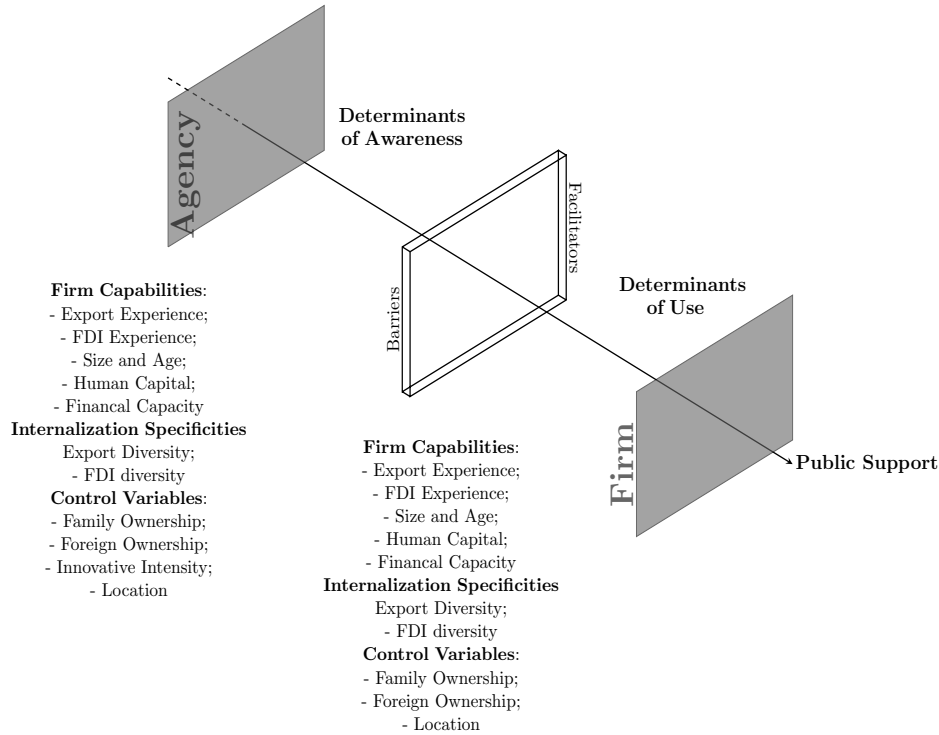 Agency
Determinants
of Awareness
Barriers
Facilitators
Determinants
of Use
Firm
Public Support
Firm Capabilities:
- Export Experience;
- FDI Experience;
- Size and Age;
- Human Capital;
- Financal Capacity
Internalization Specificities
Export Diversity;
- FDI diversity
Control Variables:
- Family Ownership;
- Foreign Ownership;
- Innovative Intensity;
- Location
Firm Capabilities:
- Export Experience;
- FDI Experience;
- Size and Age;
- Human Capital;
- Financal Capacity
Internalization Specificities
Export Diversity;
- FDI diversity
Control Variables:
- Family Ownership;
- Foreign Ownership;
- Location